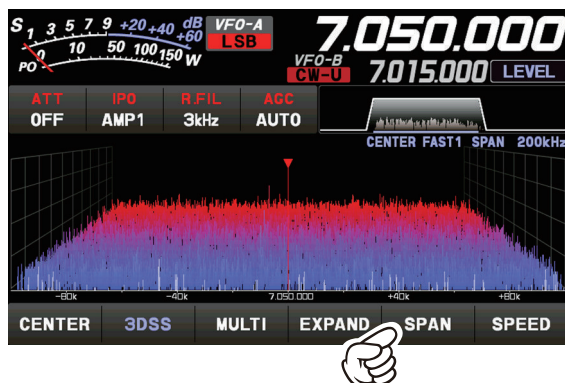 S 1 3 5 7 9 +20 +40 +60 dB VFO-A 7.050.000
LSB
PO 0 10 50 100 150 W VFO-B
CW-U 7.015.000 LEVEL
ATT IPO R.FIL AGC
OFF AMP1 3kHz AUTO
CENTER FAST1 SPAN 200kHz
-80k -40k 7.050.000 +40k +80k
CENTER 3DSS MULTI EXPAND SPAN SPEED